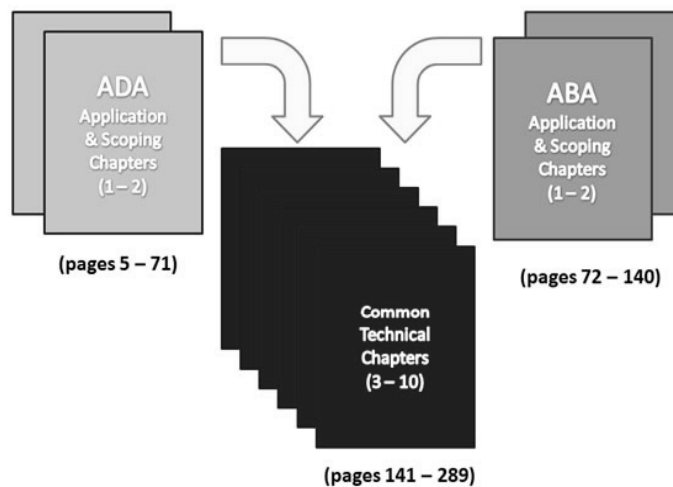 ADA
Application
& Scoping
Chapters
(1 – 2)
(pages 5 – 71)
ABA
Application
& Scoping
Chapters
(1 – 2)
(pages 72 – 140)
Common
Technical
Chapters
(3 – 10)
(pages 141 – 289)